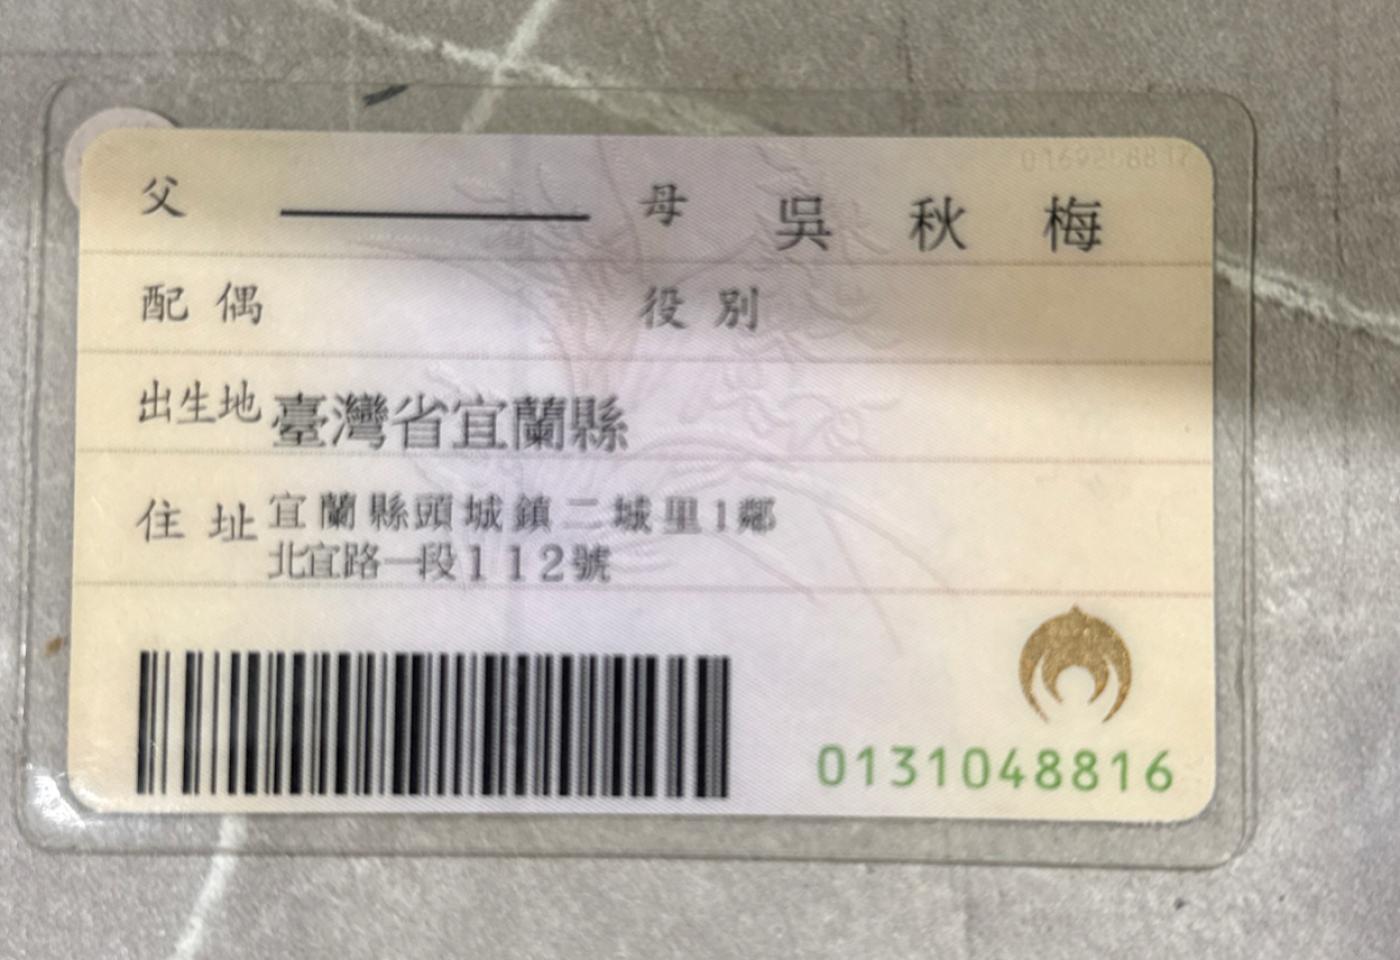 父 母 吳秋梅
配偶 役別
出生地 臺灣省宜蘭縣
住址 宜蘭縣頭城鎮二城里1鄰
北宜路一段112號
0131048816